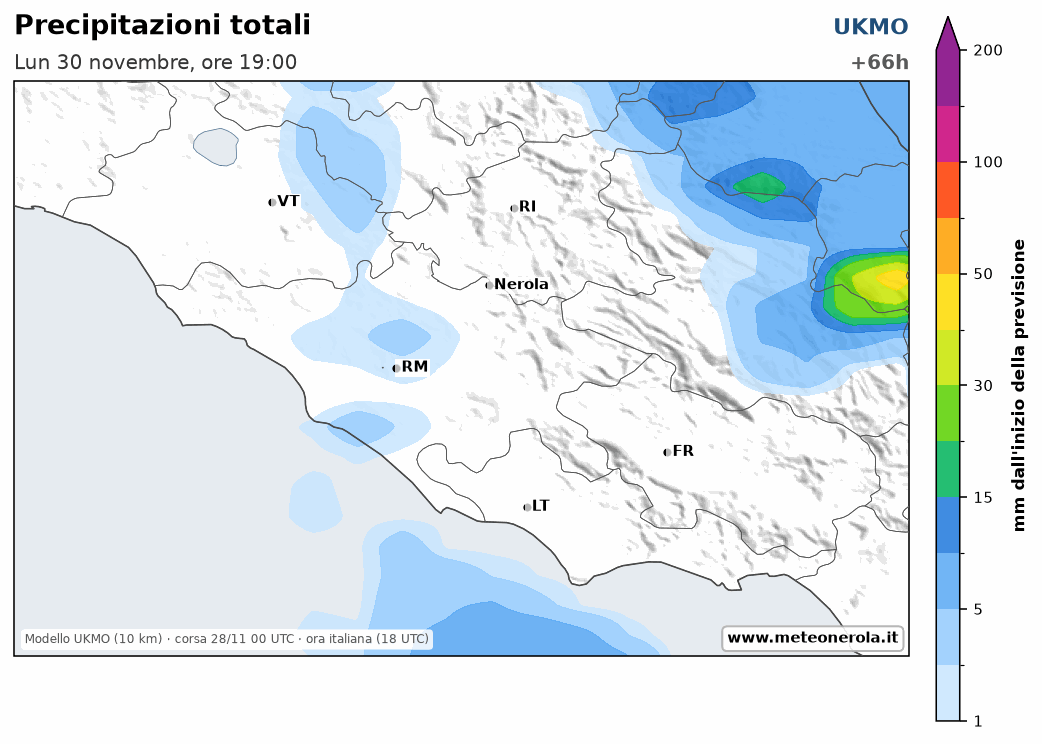 Precipitazioni totali
UKMO
Lun 30 novembre, ore 19:00
+66h
200
100
50
30
15
5
1
mm dall'inizio della previsione
VT
RI
Nerola
RM
FR
LT
Modello UKMO (10 km) · corsa 28/11 00 UTC · ora italiana (18 UTC)
www.meteonerola.it